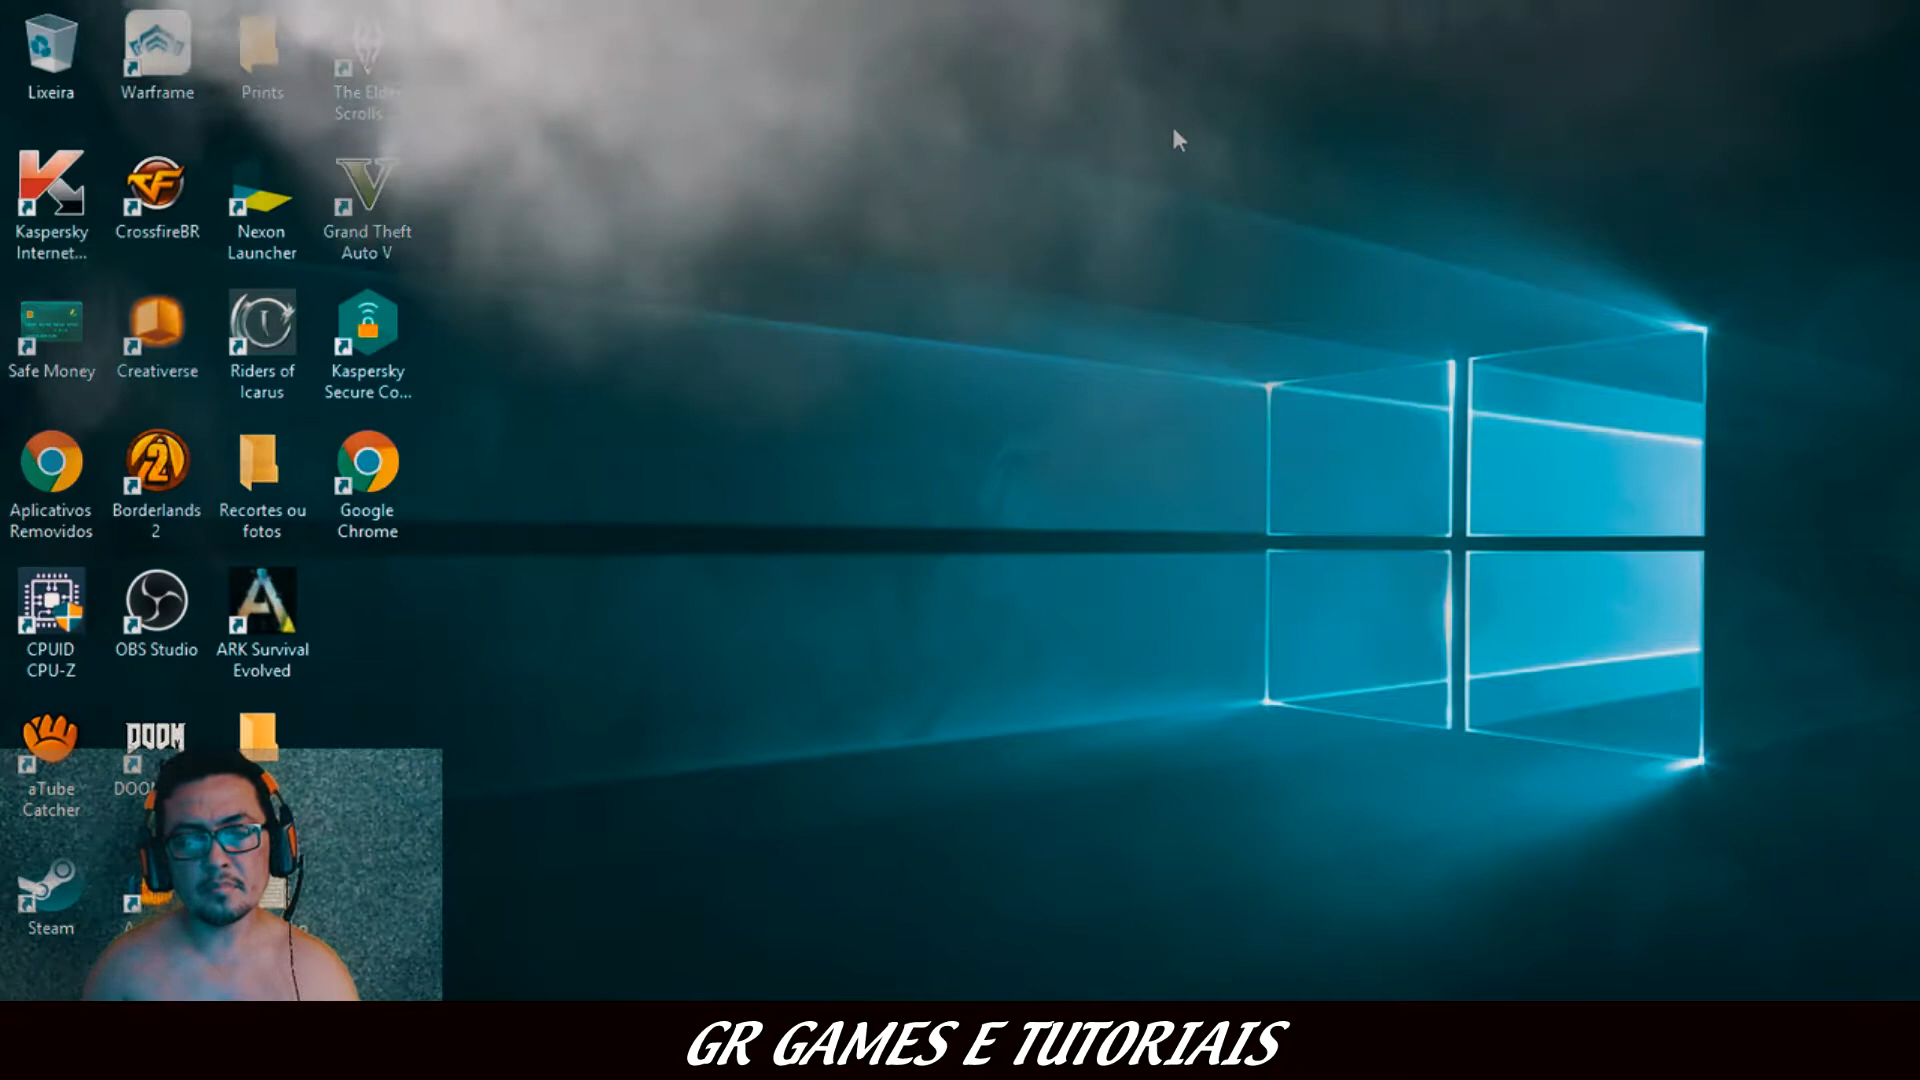 Lixeira
Warframe
Prints
The Elder
Scrolls ...
Kaspersky
Internet...
CrossfireBR
Nexon
Launcher
Grand Theft
Auto V
Safe Money
Creativerse
Riders of
Icarus
Kaspersky
Secure Co...
Aplicativos
Removidos
Borderlands
2
Recortes ou
fotos
Google
Chrome
CPUID
CPU-Z
OBS Studio
ARK Survival
Evolved
aTube
Catcher
DOOM
Steam
GR GAMES E TUTORIAIS